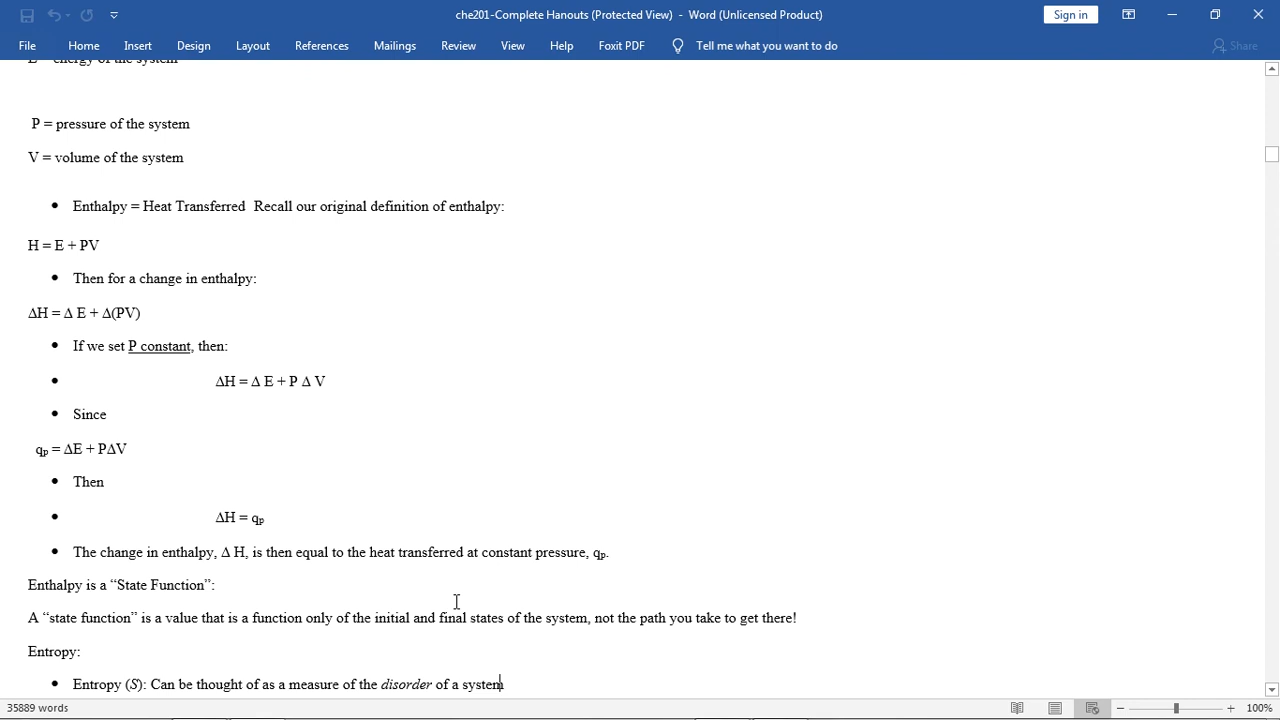 che201-Complete Hanouts (Protected View) - Word (Unlicensed Product)
Sign in
File Home Insert Design Layout References Mailings Review View Help Foxit PDF Tell me what you want to do Share
E = energy of the system
P = pressure of the system
V = volume of the system
• Enthalpy = Heat Transferred Recall our original definition of enthalpy:
H = E + PV
• Then for a change in enthalpy:
ΔH = Δ E + Δ(PV)
• If we set P constant, then:
• ΔH = Δ E + P Δ V
• Since
qₚ = ΔE + PΔV
• Then
• ΔH = qₚ
• The change in enthalpy, Δ H, is then equal to the heat transferred at constant pressure, qₚ.
Enthalpy is a “State Function”:
A “state function” is a value that is a function only of the initial and final states of the system, not the path you take to get there!
Entropy:
• Entropy (S): Can be thought of as a measure of the disorder of a system
35889 words
100%